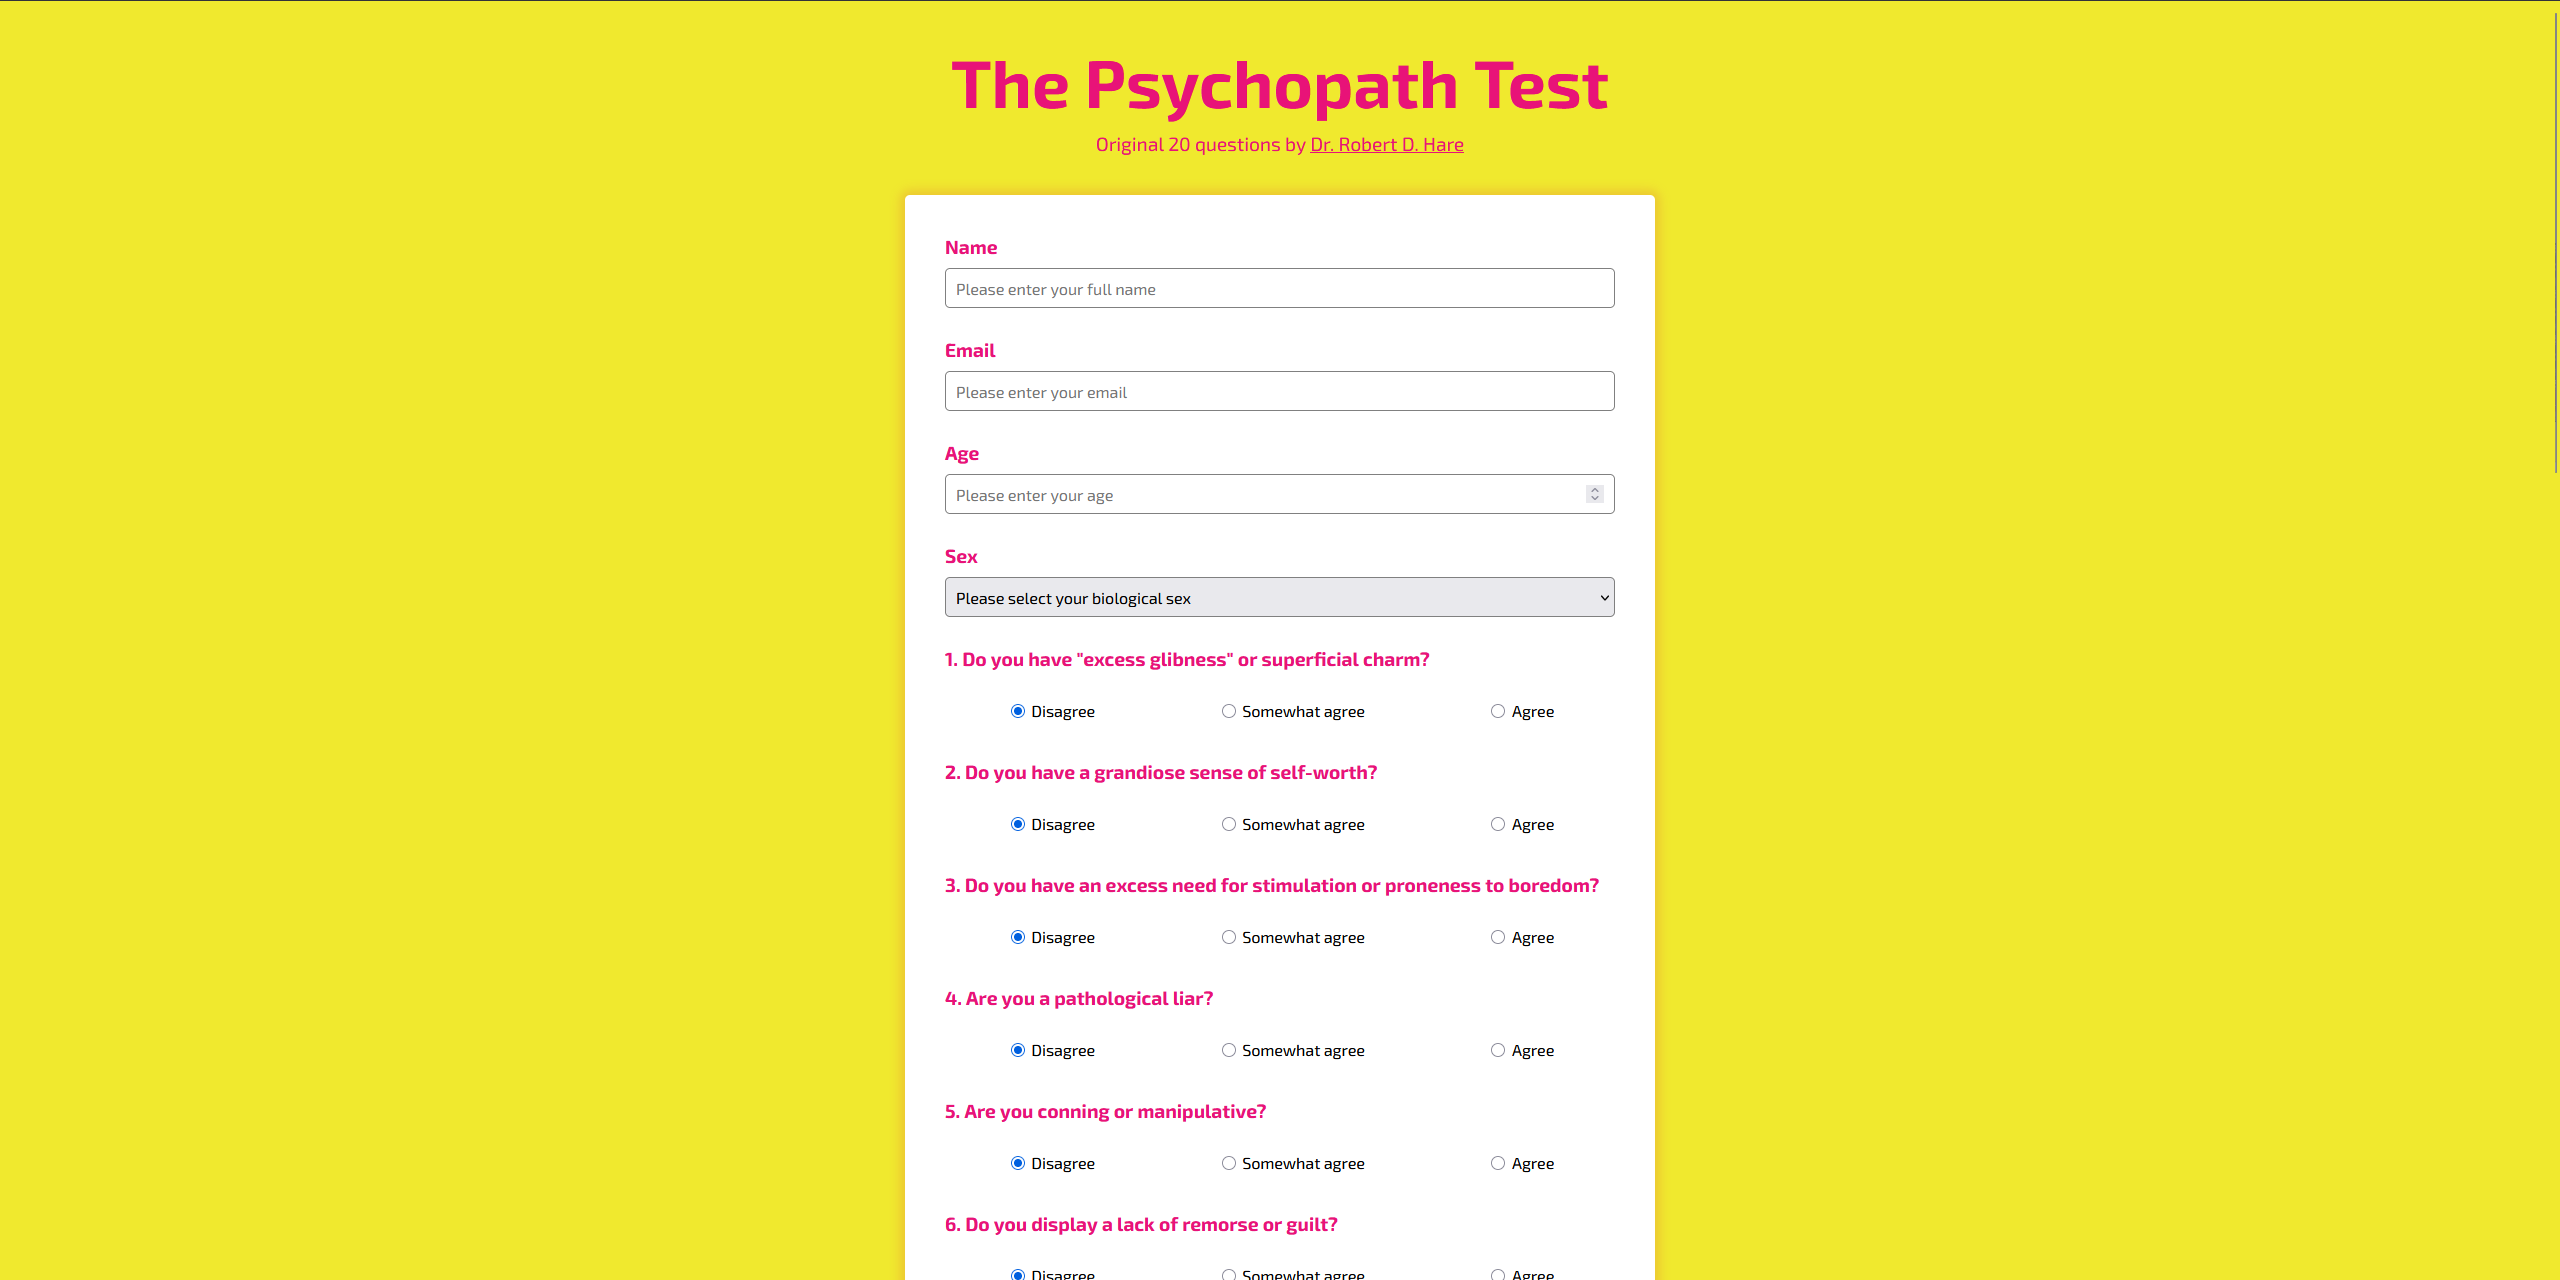 The Psychopath Test
Original 20 questions by Dr. Robert D. Hare
Name
Please enter your full name
Email
Please enter your email
Age
Please enter your age
Sex
Please select your biological sex
1. Do you have "excess glibness" or superficial charm?
Disagree Somewhat agree Agree
2. Do you have a grandiose sense of self-worth?
Disagree Somewhat agree Agree
3. Do you have an excess need for stimulation or proneness to boredom?
Disagree Somewhat agree Agree
4. Are you a pathological liar?
Disagree Somewhat agree Agree
5. Are you conning or manipulative?
Disagree Somewhat agree Agree
6. Do you display a lack of remorse or guilt?
Disagree Somewhat agree Agree